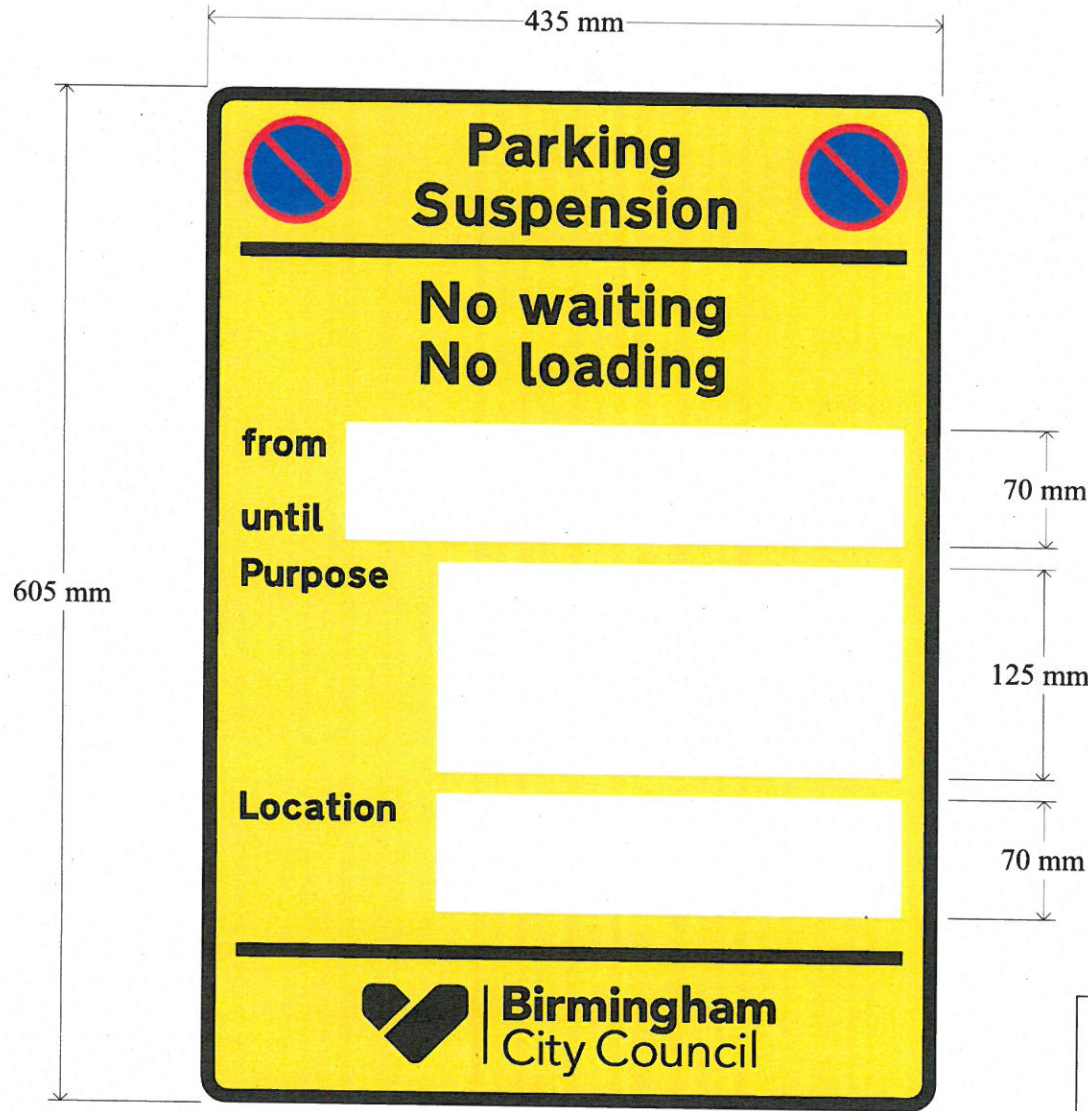 435 mm
Parking
Suspension
No waiting
No loading
from
70 mm
until
Purpose
605 mm
125 mm
Location
70 mm
Birmingham
City Council